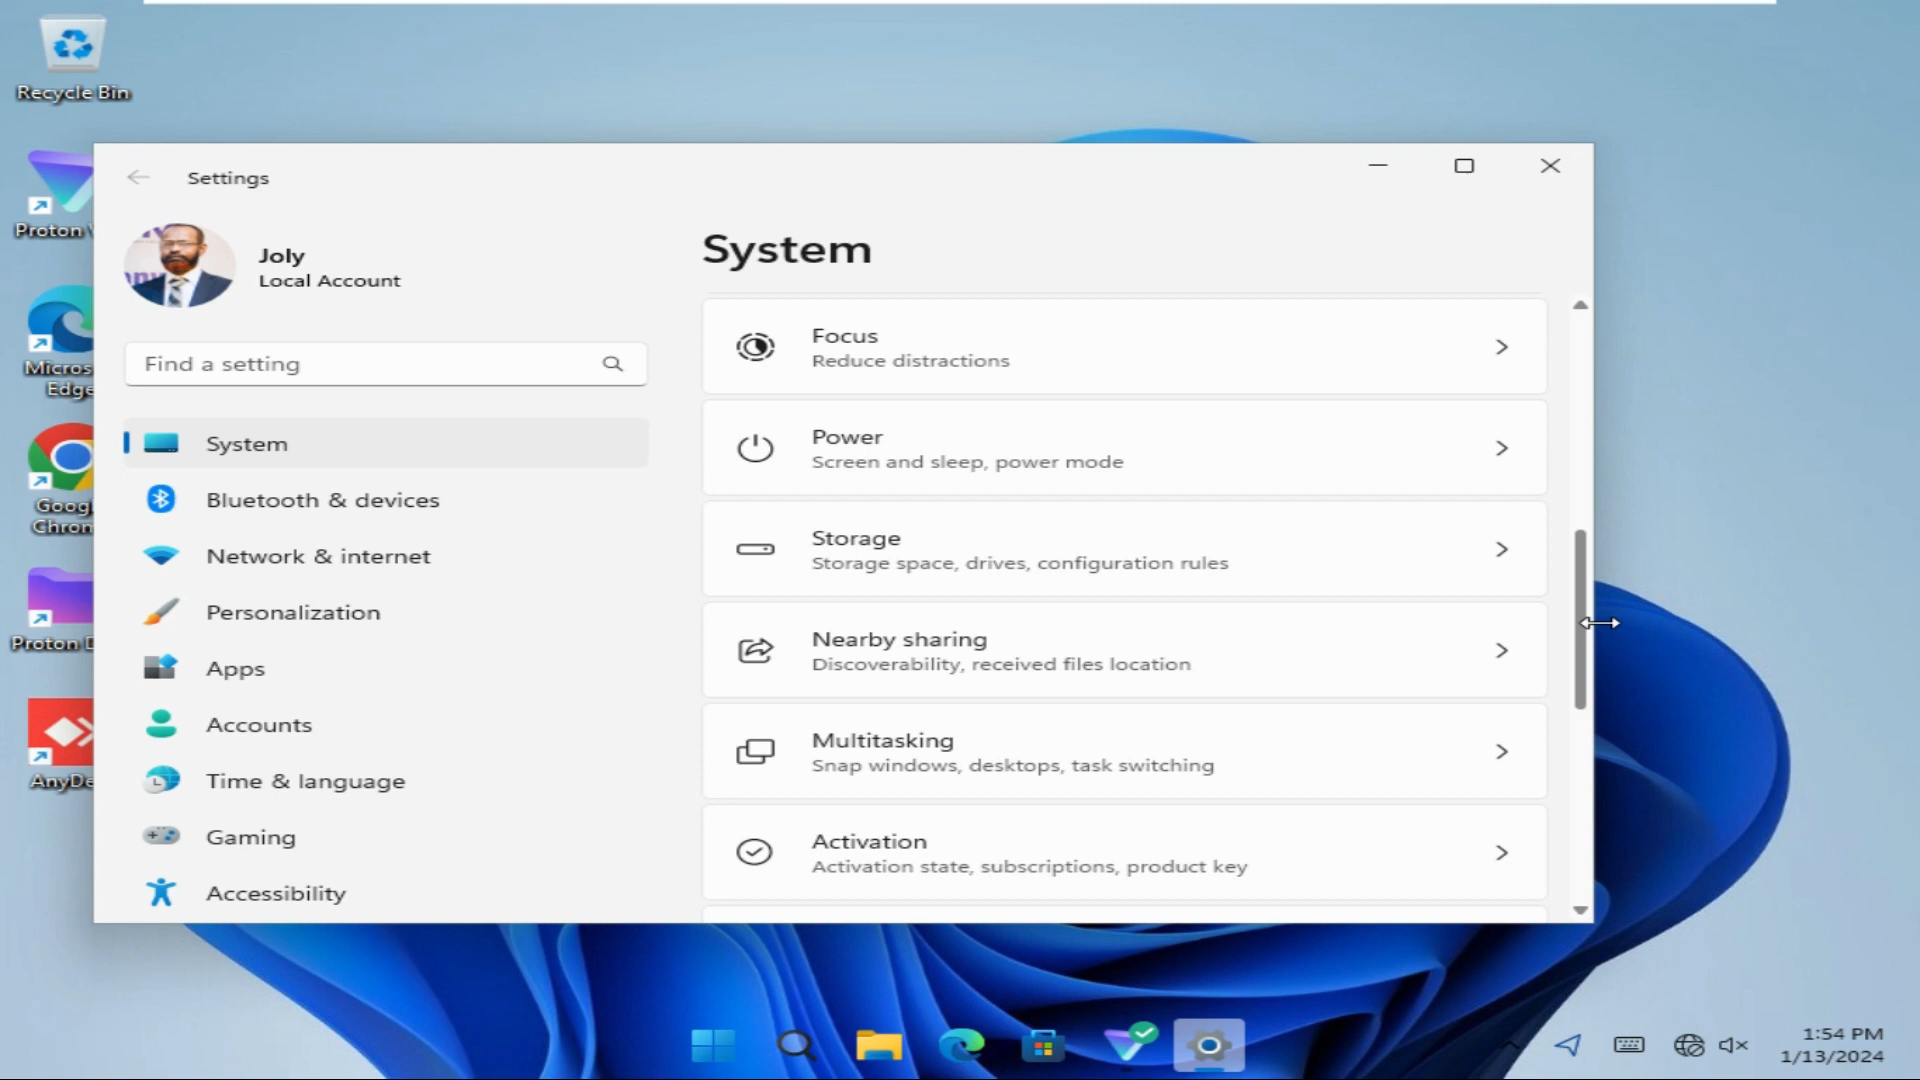 Recycle Bin
Proton
Micros
Edge
Googl
Chron
Proton
AnyDe
Settings
Joly
Local Account
Find a setting
System
Bluetooth & devices
Network & internet
Personalization
Apps
Accounts
Time & language
Gaming
Accessibility
System
Focus
Reduce distractions
Power
Screen and sleep, power mode
Storage
Storage space, drives, configuration rules
Nearby sharing
Discoverability, received files location
Multitasking
Snap windows, desktops, task switching
Activation
Activation state, subscriptions, product key
1:54 PM
1/13/2024